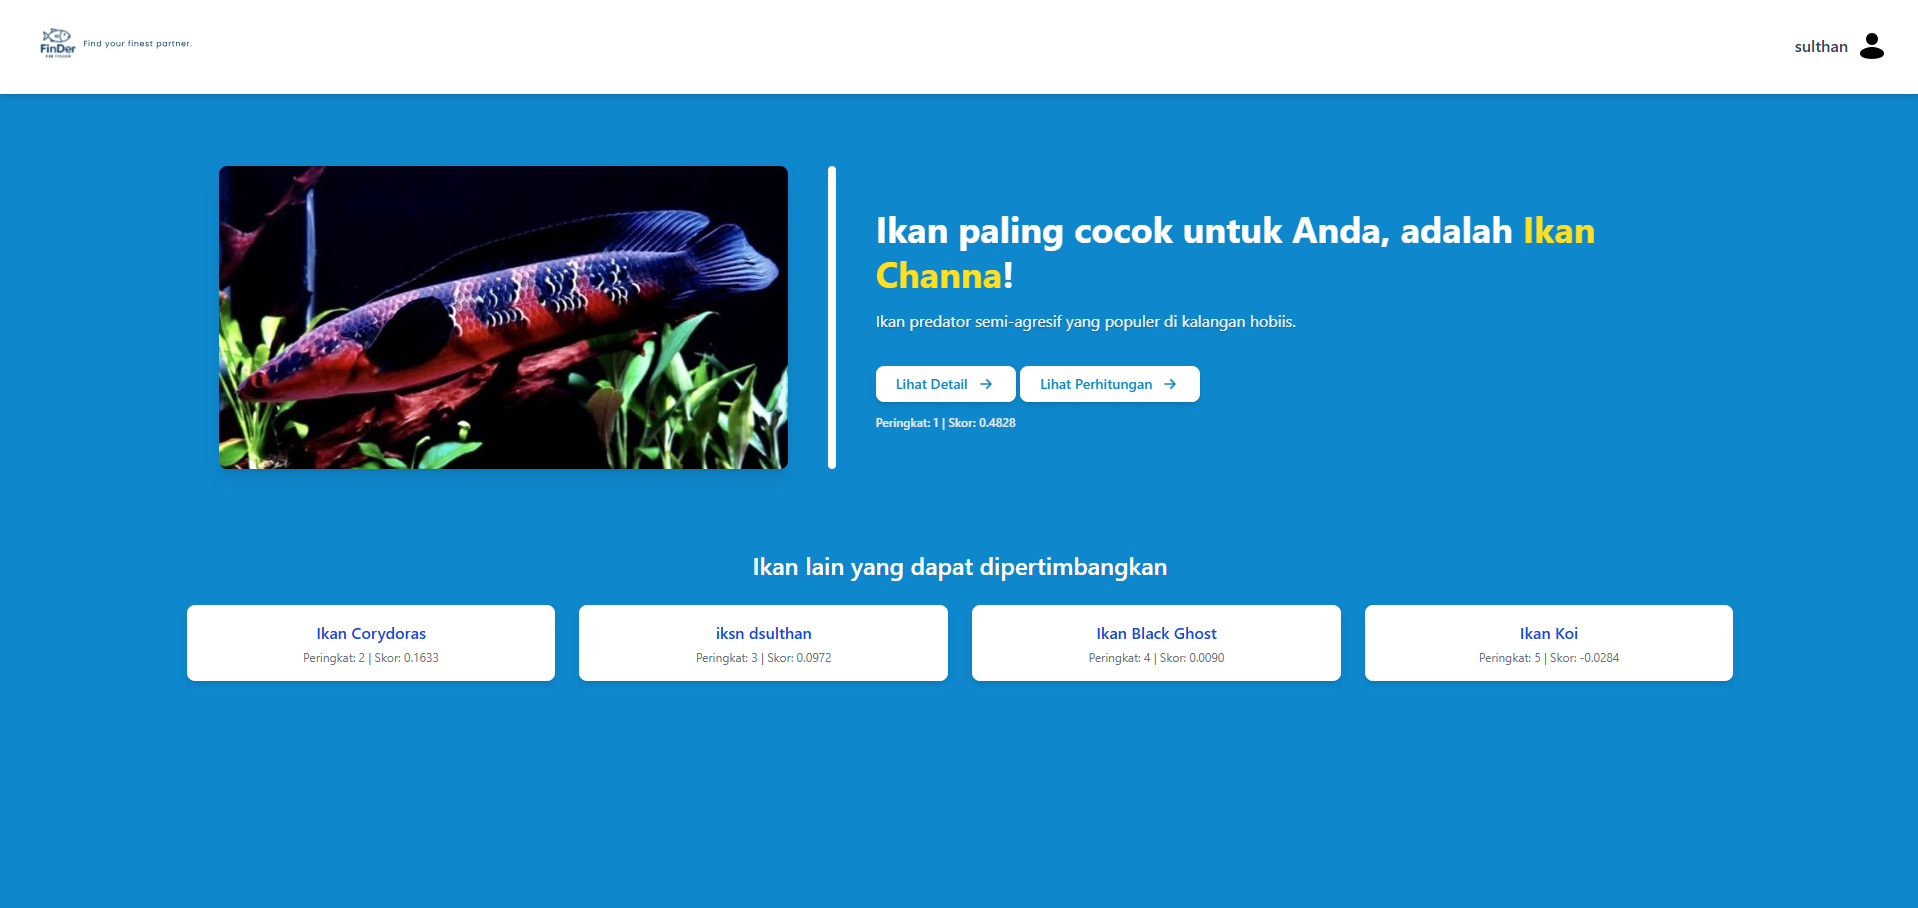 FinDer
Find your finest partner.
sulthan
Ikan paling cocok untuk Anda, adalah Ikan
Channa!
Ikan predator semi-agresif yang populer di kalangan hobiis.
Lihat Detail →
Lihat Perhitungan →
Peringkat: 1 | Skor: 0.4828
Ikan lain yang dapat dipertimbangkan
Ikan Corydoras
Peringkat: 2 | Skor: 0.1633
iksn dsulthan
Peringkat: 3 | Skor: 0.0972
Ikan Black Ghost
Peringkat: 4 | Skor: 0.0090
Ikan Koi
Peringkat: 5 | Skor: -0.0284